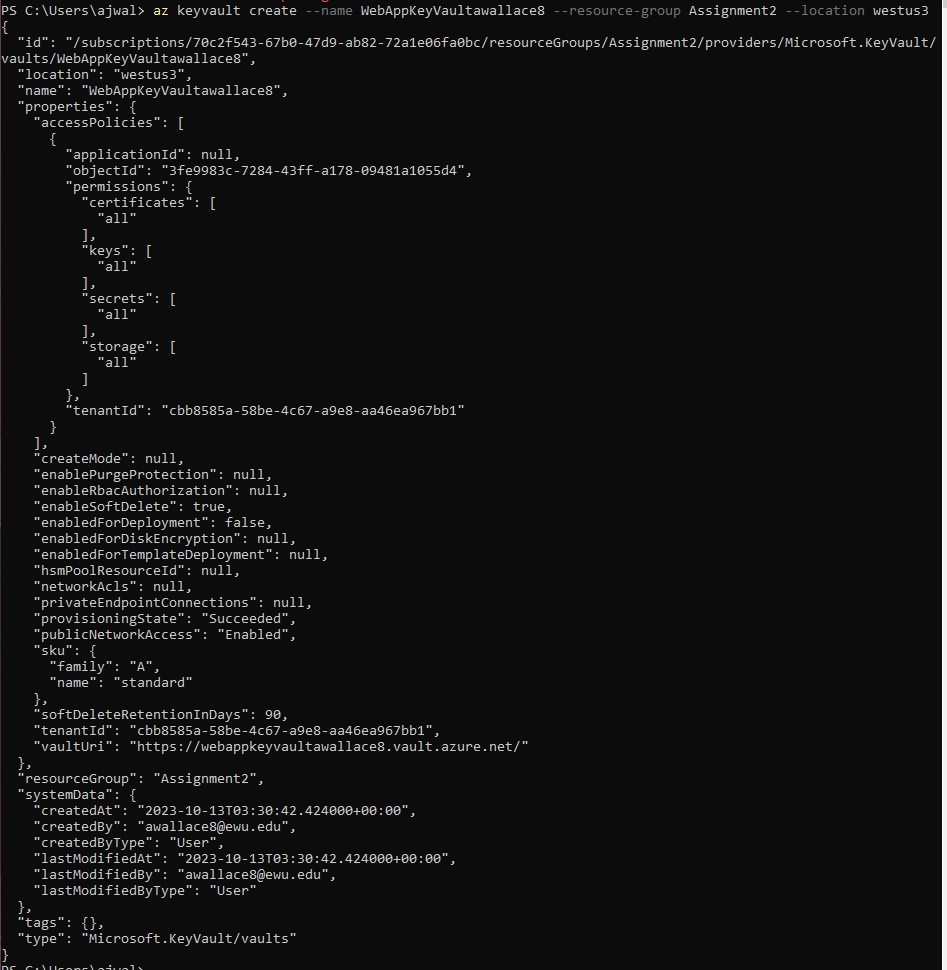 PS C:\Users\ajwal> az keyvault create --name WebAppKeyVaultawallace8 --resource-group Assignment2 --location westus3
{
  "id": "/subscriptions/70c2f543-67b0-47d9-ab82-72a1e06fa0bc/resourceGroups/Assignment2/providers/Microsoft.KeyVault/
vaults/WebAppKeyVaultawallace8",
  "location": "westus3",
  "name": "WebAppKeyVaultawallace8",
  "properties": {
    "accessPolicies": [
      {
        "applicationId": null,
        "objectId": "3fe9983c-7284-43ff-a178-09481a1055d4",
        "permissions": {
          "certificates": [
            "all"
          ],
          "keys": [
            "all"
          ],
          "secrets": [
            "all"
          ],
          "storage": [
            "all"
          ]
        },
        "tenantId": "cbb8585a-58be-4c67-a9e8-aa46ea967bb1"
      }
    ],
    "createMode": null,
    "enablePurgeProtection": null,
    "enableRbacAuthorization": null,
    "enableSoftDelete": true,
    "enabledForDeployment": false,
    "enabledForDiskEncryption": null,
    "enabledForTemplateDeployment": null,
    "hsmPoolResourceId": null,
    "networkAcls": null,
    "privateEndpointConnections": null,
    "provisioningState": "Succeeded",
    "publicNetworkAccess": "Enabled",
    "sku": {
      "family": "A",
      "name": "standard"
    },
    "softDeleteRetentionInDays": 90,
    "tenantId": "cbb8585a-58be-4c67-a9e8-aa46ea967bb1",
    "vaultUri": "https://webappkeyvaultawallace8.vault.azure.net/"
  },
  "resourceGroup": "Assignment2",
  "systemData": {
    "createdAt": "2023-10-13T03:30:42.424000+00:00",
    "createdBy": "awallace8@ewu.edu",
    "createdByType": "User",
    "lastModifiedAt": "2023-10-13T03:30:42.424000+00:00",
    "lastModifiedBy": "awallace8@ewu.edu",
    "lastModifiedByType": "User"
  },
  "tags": {},
  "type": "Microsoft.KeyVault/vaults"
}
PS C:\Users\ajwal>